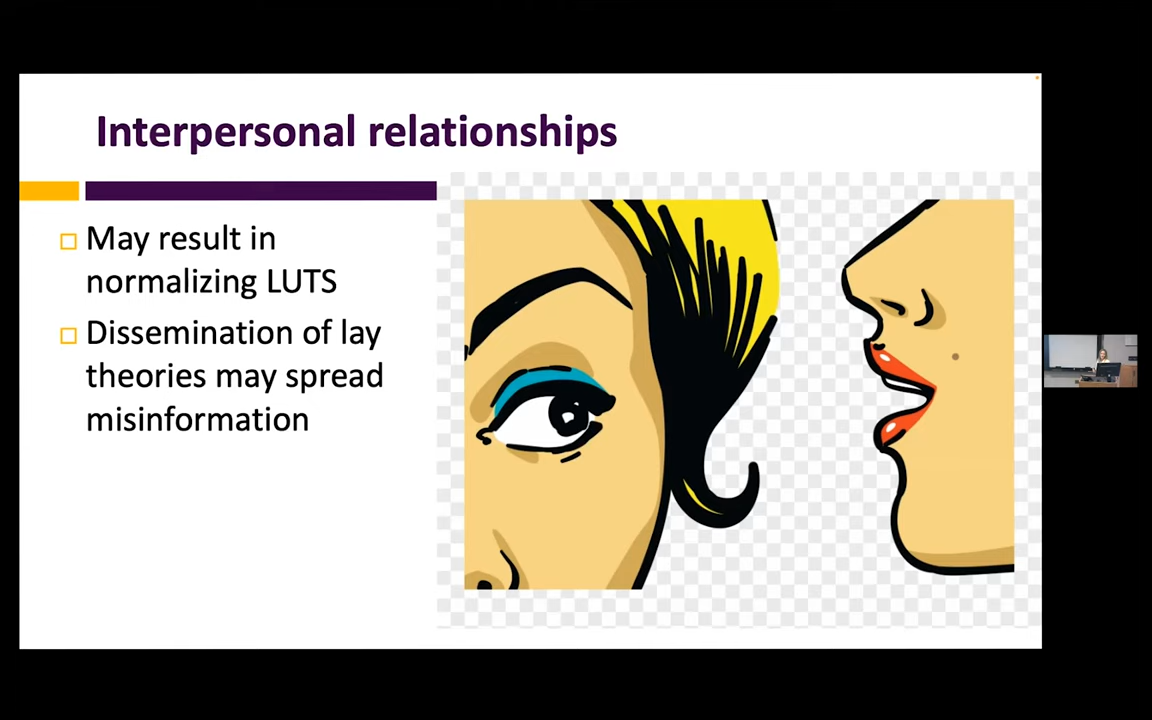 Interpersonal relationships
May result in
normalizing LUTS
Dissemination of lay
theories may spread
misinformation